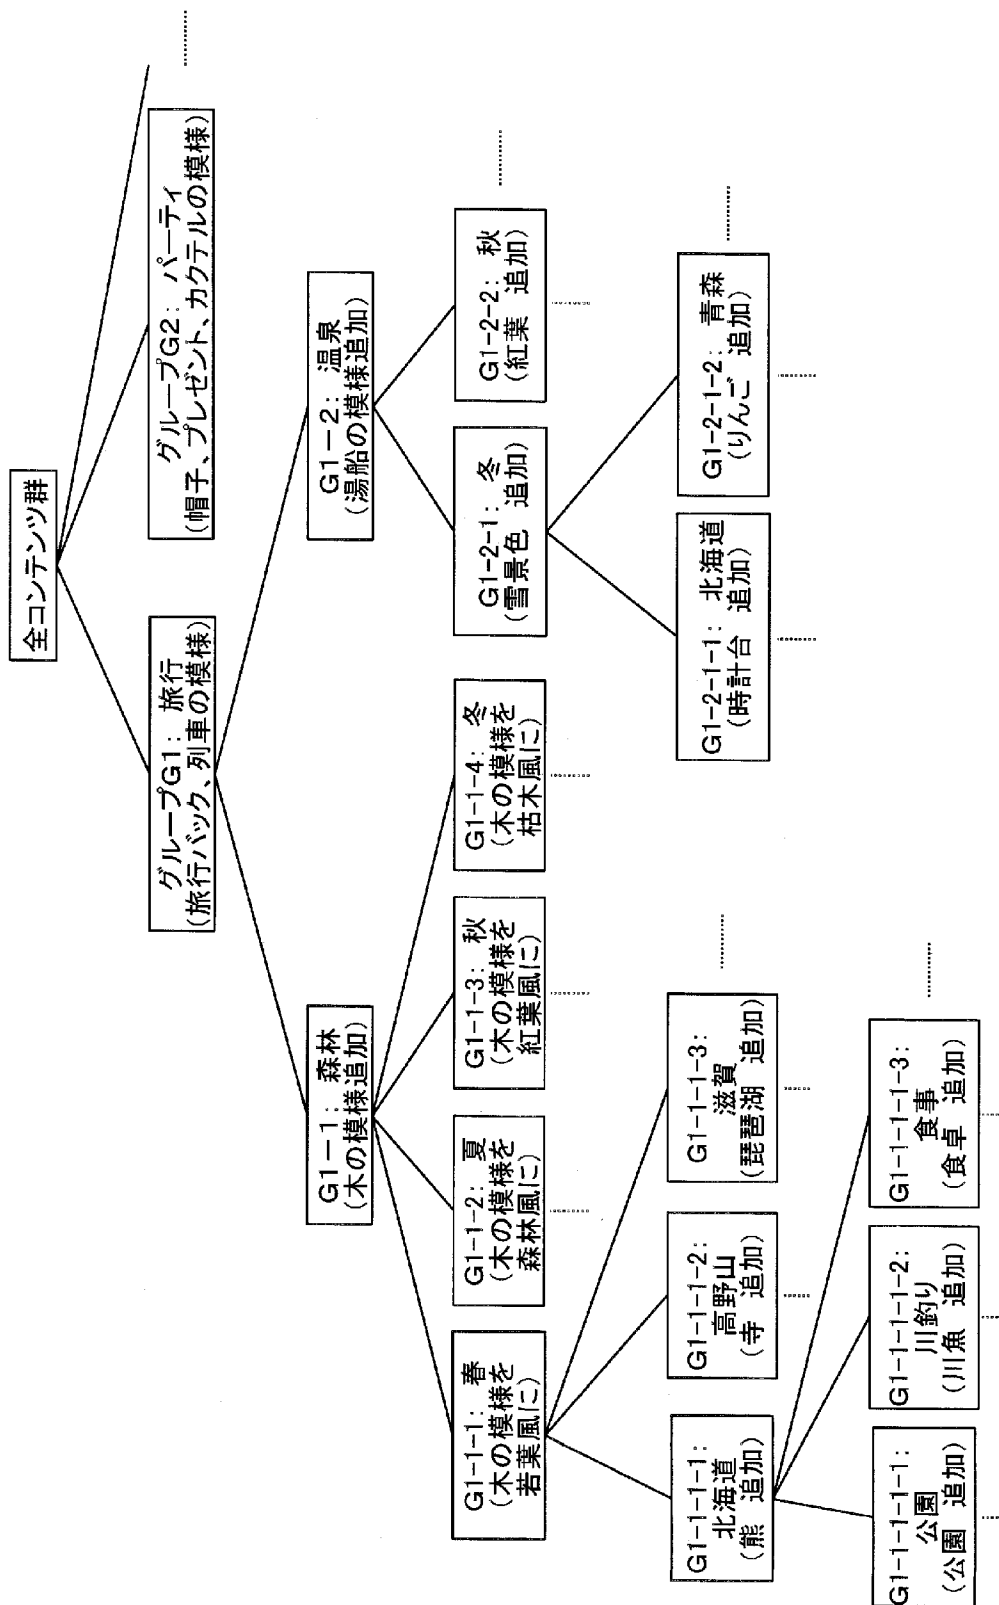 全コンテンツ群
グループG1: 旅行
(旅行バック、列車の模様)
グループG2: パーティ
(帽子、プレゼント、カクテルの模様)
G1-1: 森林
(木の模様追加)
G1-2: 温泉
(湯船の模様追加)
G1-1-1: 春
(木の模様を
若葉風に)
G1-1-2: 夏
(木の模様を
森林風に)
G1-1-3: 秋
(木の模様を
紅葉風に)
G1-1-4: 冬
(木の模様を
枯木風に)
G1-2-1: 冬
(雪景色 追加)
G1-2-2: 秋
(紅葉 追加)
G1-1-1-1:
北海道
(熊 追加)
G1-1-1-2:
高野山
(寺 追加)
G1-1-1-3:
滋賀
(琵琶湖 追加)
G1-2-1-1: 北海道
(時計台 追加)
G1-2-1-2: 青森
(りんご 追加)
G1-1-1-1-1:
公園
(公園 追加)
G1-1-1-1-2:
川釣り
(川魚 追加)
G1-1-1-1-3:
食事
(食卓 追加)